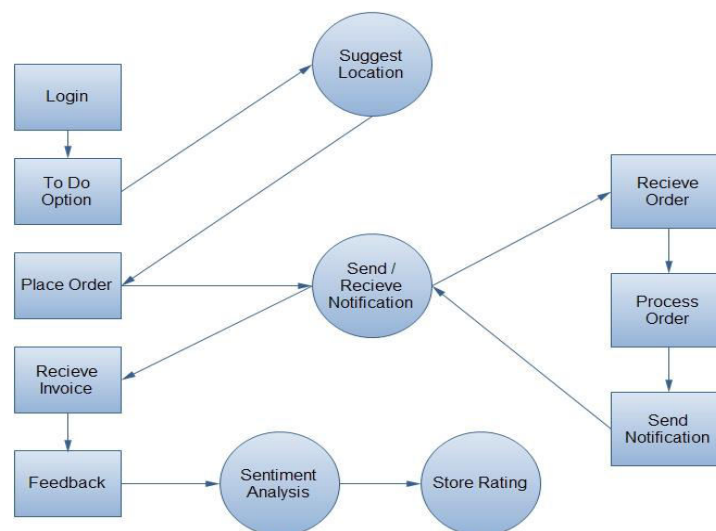 Suggest
Location
Login
To Do
Option
Recieve
Order
Place Order
Send /
Recieve
Notification
Process
Order
Recieve
Invoice
Send
Notification
Feedback
Sentiment
Analysis
Store Rating